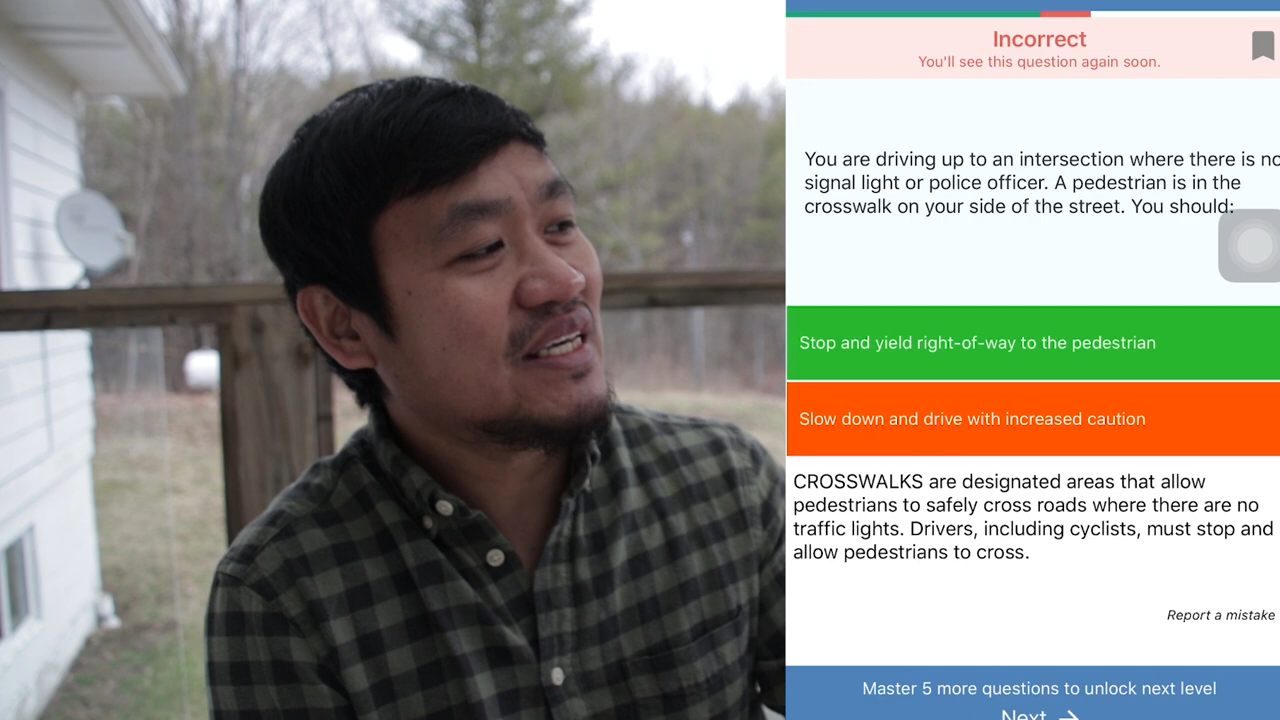 Incorrect
You'll see this question again soon.
You are driving up to an intersection where there is no
signal light or police officer. A pedestrian is in the
crosswalk on your side of the street. You should:
Stop and yield right-of-way to the pedestrian
Slow down and drive with increased caution
CROSSWALKS are designated areas that allow
pedestrians to safely cross roads where there are no
traffic lights. Drivers, including cyclists, must stop and
allow pedestrians to cross.
Report a mistake
Master 5 more questions to unlock next level
Next →